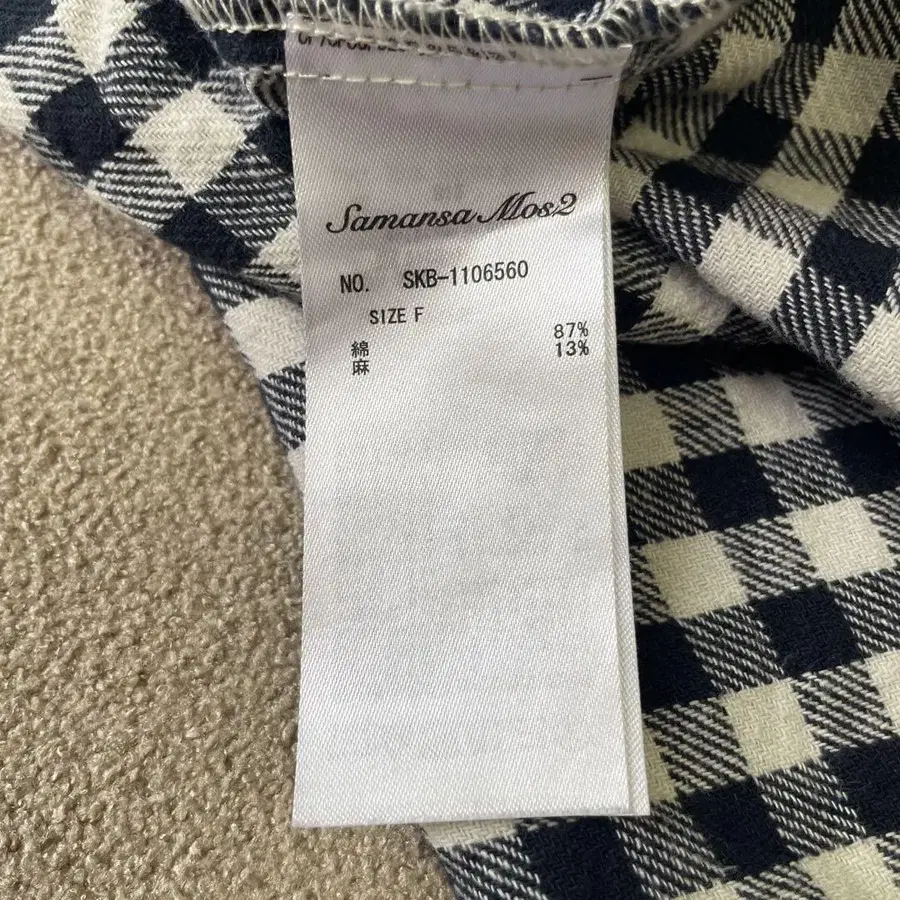 Samansa Mos2
NO. SKB-1106560
SIZE F
綿 87%
麻 13%